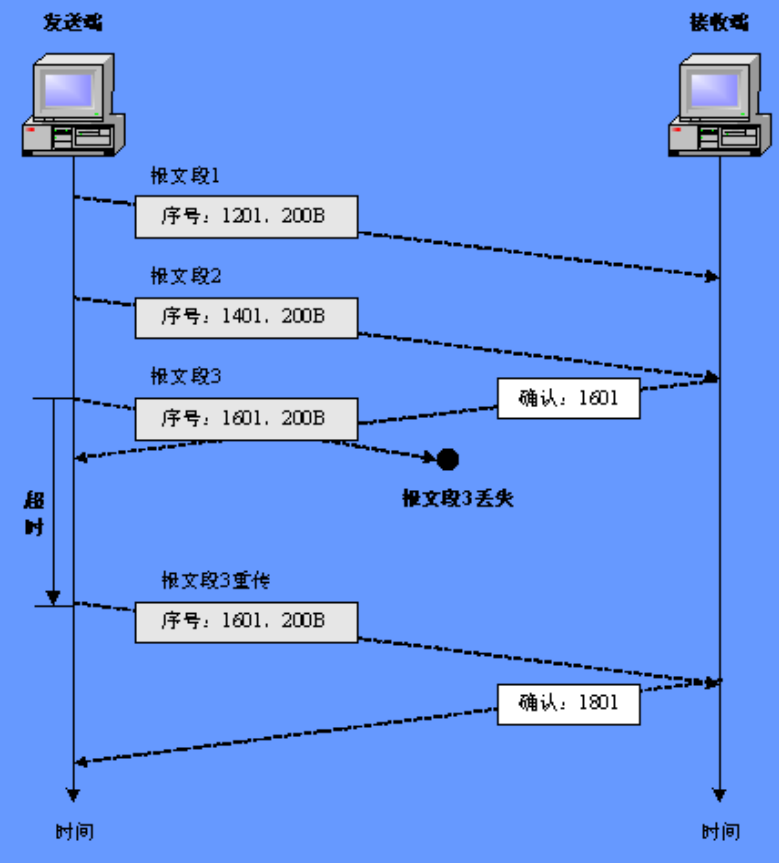 发送端
接收端
报文段1
序号：1201，200B
报文段2
序号：1401，200B
报文段3
确认：1601
序号：1601，200B
报文段3丢失
超时
报文段3重传
序号：1601，200B
确认：1801
时间
时间